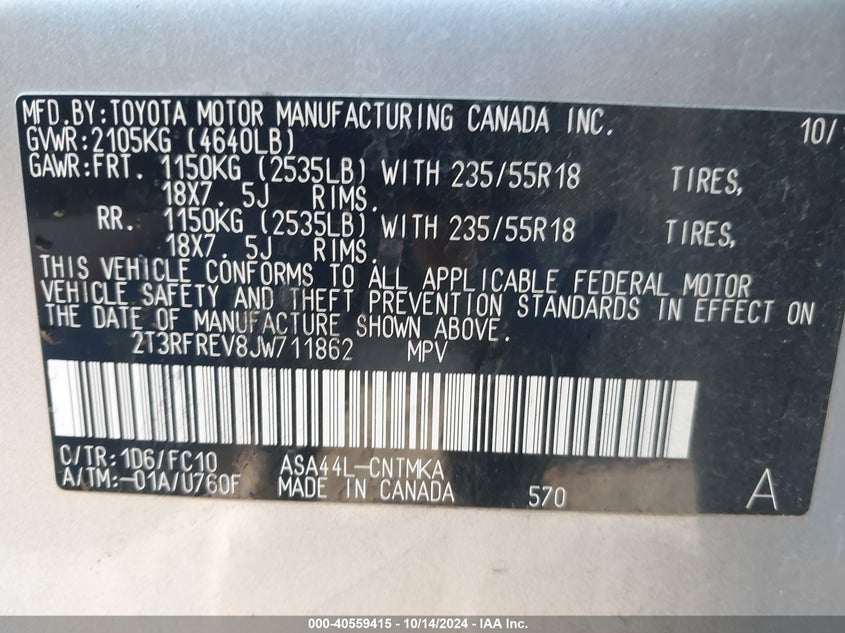 MFD.BY:TOYOTA MOTOR MANUFACTURING CANADA INC. 10/
GVWR:2105KG (4640LB)
GAWR:FRT. 1150KG (2535LB) WITH 235/55R18 TIRES,
18X7. 5J RIMS.
RR. 1150KG (2535LB) WITH 235/55R18 TIRES,
18X7. 5J RIMS.
THIS VEHICLE CONFORMS TO ALL APPLICABLE FEDERAL MOTOR
VEHICLE SAFETY AND THEFT PREVENTION STANDARDS IN EFFECT ON
THE DATE OF MANUFACTURE SHOWN ABOVE.
2T3RFREV8JW711862 MPV
C/TR:1D6/FC10 ASA44L-CNTMKA
A/TM:-01A/U760F MADE IN CANADA 570 A
000-40559415 - 10/14/2024 - IAA Inc.